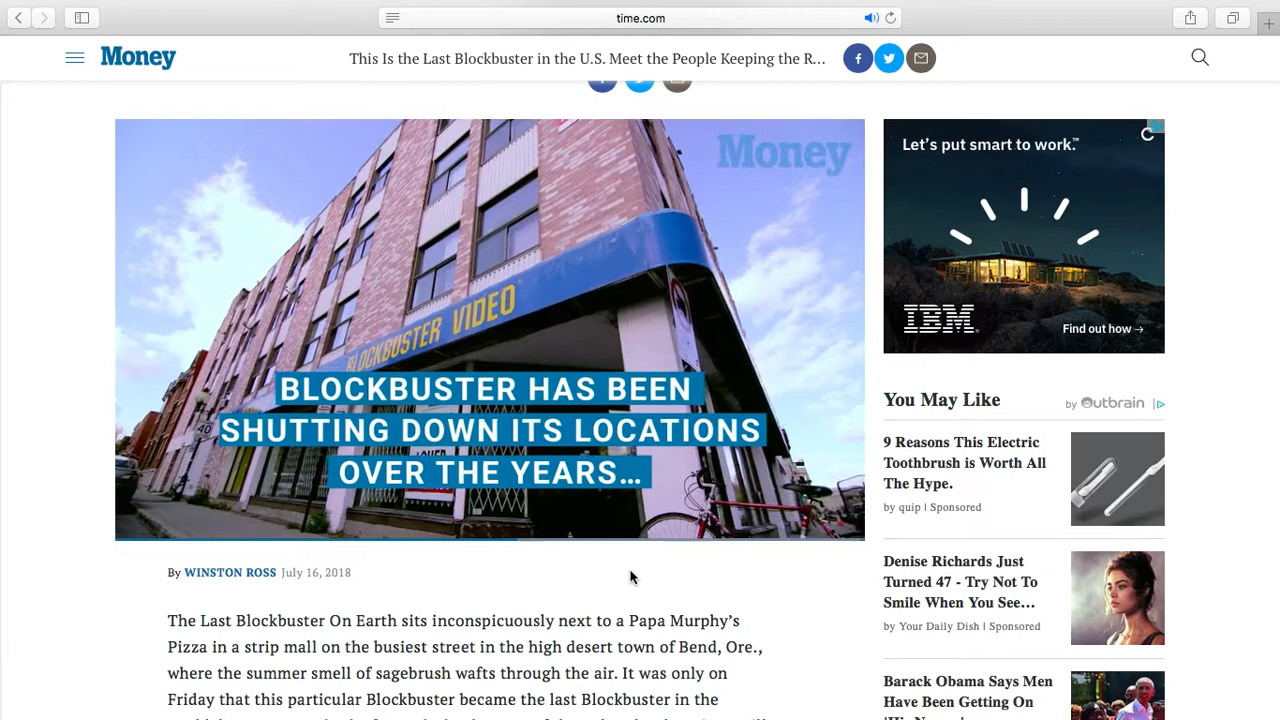 time.com
Money
This Is the Last Blockbuster in the U.S. Meet the People Keeping the R...
Money
BLOCKBUSTER VIDEO
BLOCKBUSTER HAS BEEN
SHUTTING DOWN ITS LOCATIONS
OVER THE YEARS...
40
By WINSTON ROSS July 16, 2018
The Last Blockbuster On Earth sits inconspicuously next to a Papa Murphy's
Pizza in a strip mall on the busiest street in the high desert town of Bend, Ore.,
where the summer smell of sagebrush wafts through the air. It was only on
Friday that this particular Blockbuster became the last Blockbuster in the
Let's put smart to work.™
IBM
Find out how →
You May Like
by Outbrain
9 Reasons This Electric
Toothbrush is Worth All
The Hype.
by quip | Sponsored
Denise Richards Just
Turned 47 - Try Not To
Smile When You See...
by Your Daily Dish | Sponsored
Barack Obama Says Men
Have Been Getting On